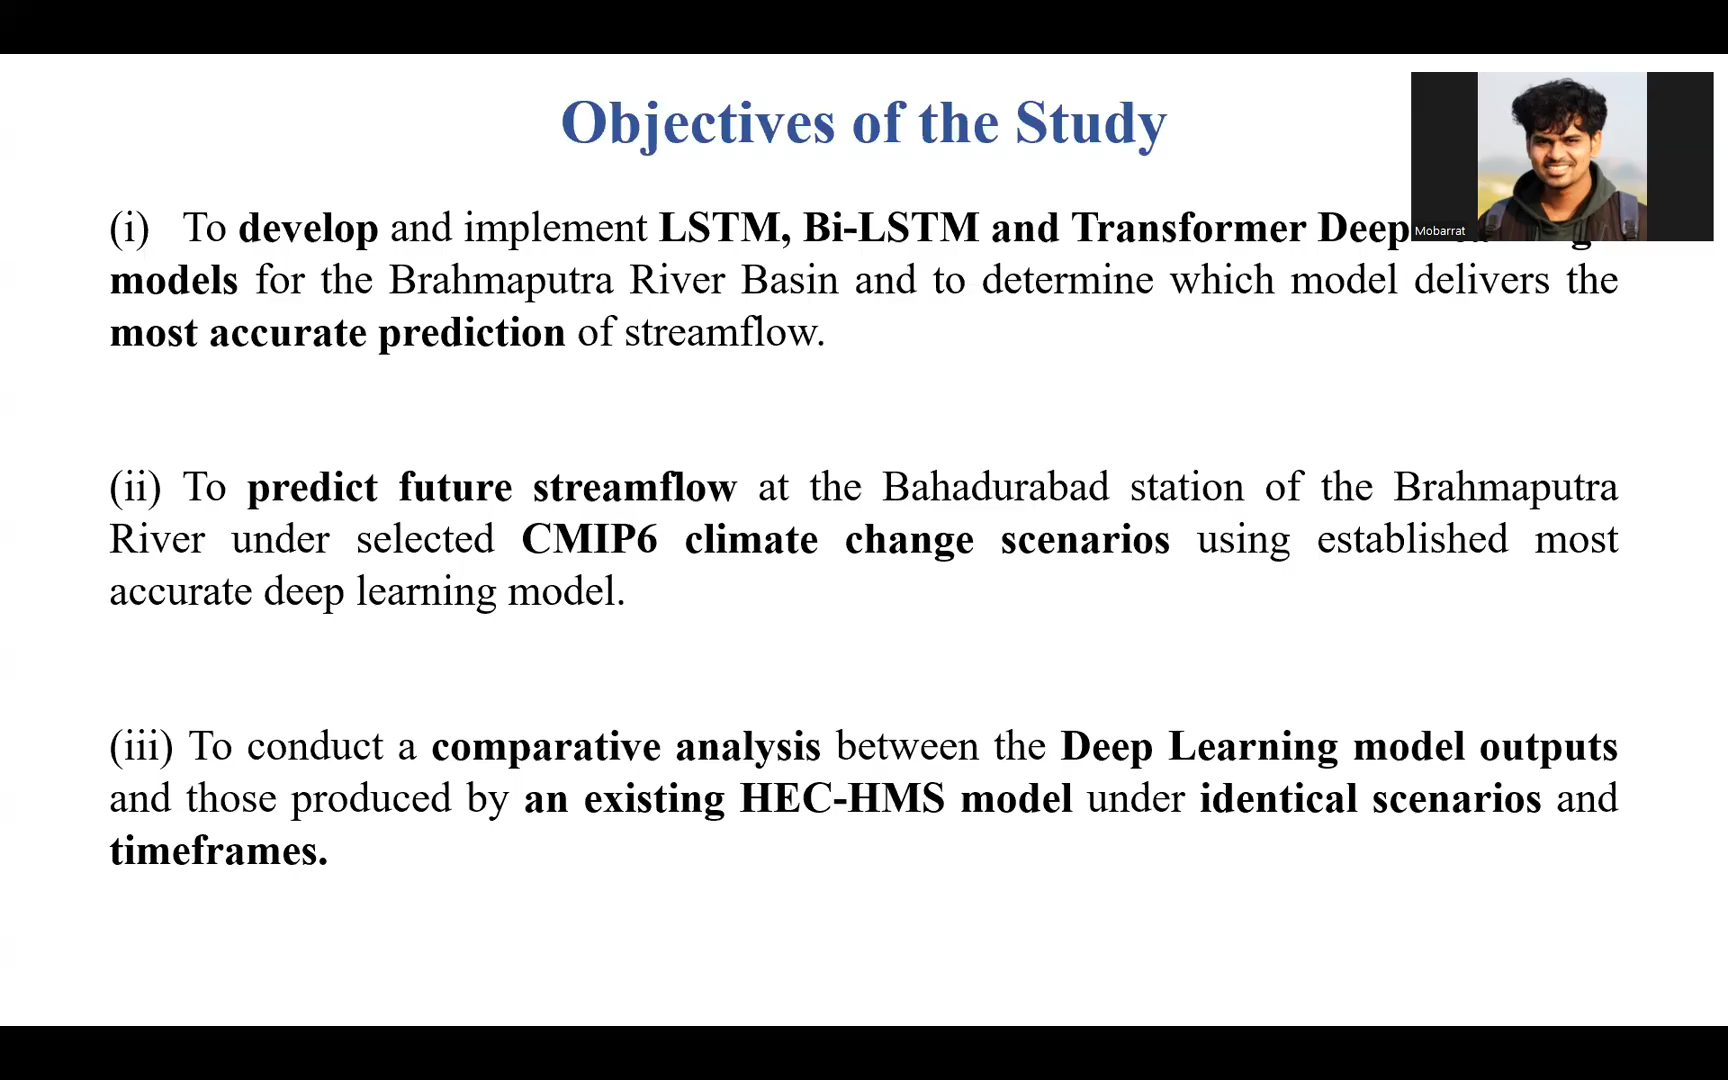 Objectives of the Study
Mobarrat
(i) To develop and implement LSTM, Bi-LSTM and Transformer Deep
models for the Brahmaputra River Basin and to determine which model delivers the
most accurate prediction of streamflow.
(ii) To predict future streamflow at the Bahadurabad station of the Brahmaputra
River under selected CMIP6 climate change scenarios using established most
accurate deep learning model.
(iii) To conduct a comparative analysis between the Deep Learning model outputs
and those produced by an existing HEC-HMS model under identical scenarios and
timeframes.